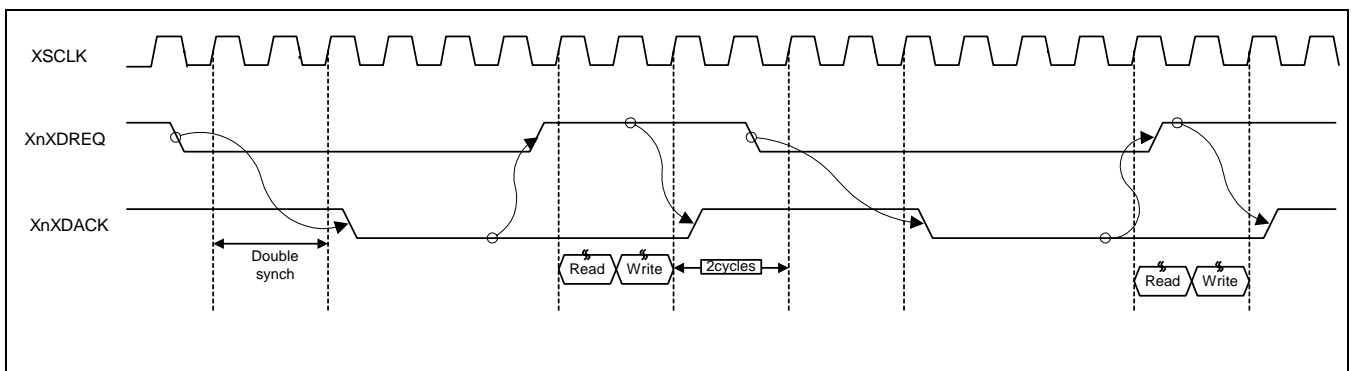 XSCLK
XnXDREQ
XnXDACK
Double
synch
Read Write
2cycles
Read Write